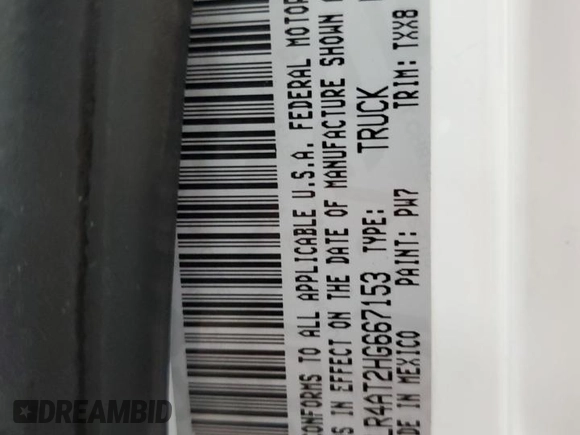 ONFORMS TO ALL APPLICABLE U.S.A. FEDERAL MOTOR
S IN EFFECT ON THE DATE OF MANUFACTURE SHOWN
R4AT2HG667153 TYPE: TRUCK
DE IN MEXICO PAINT: PW7 TRIM: TXX8
DREAMBID